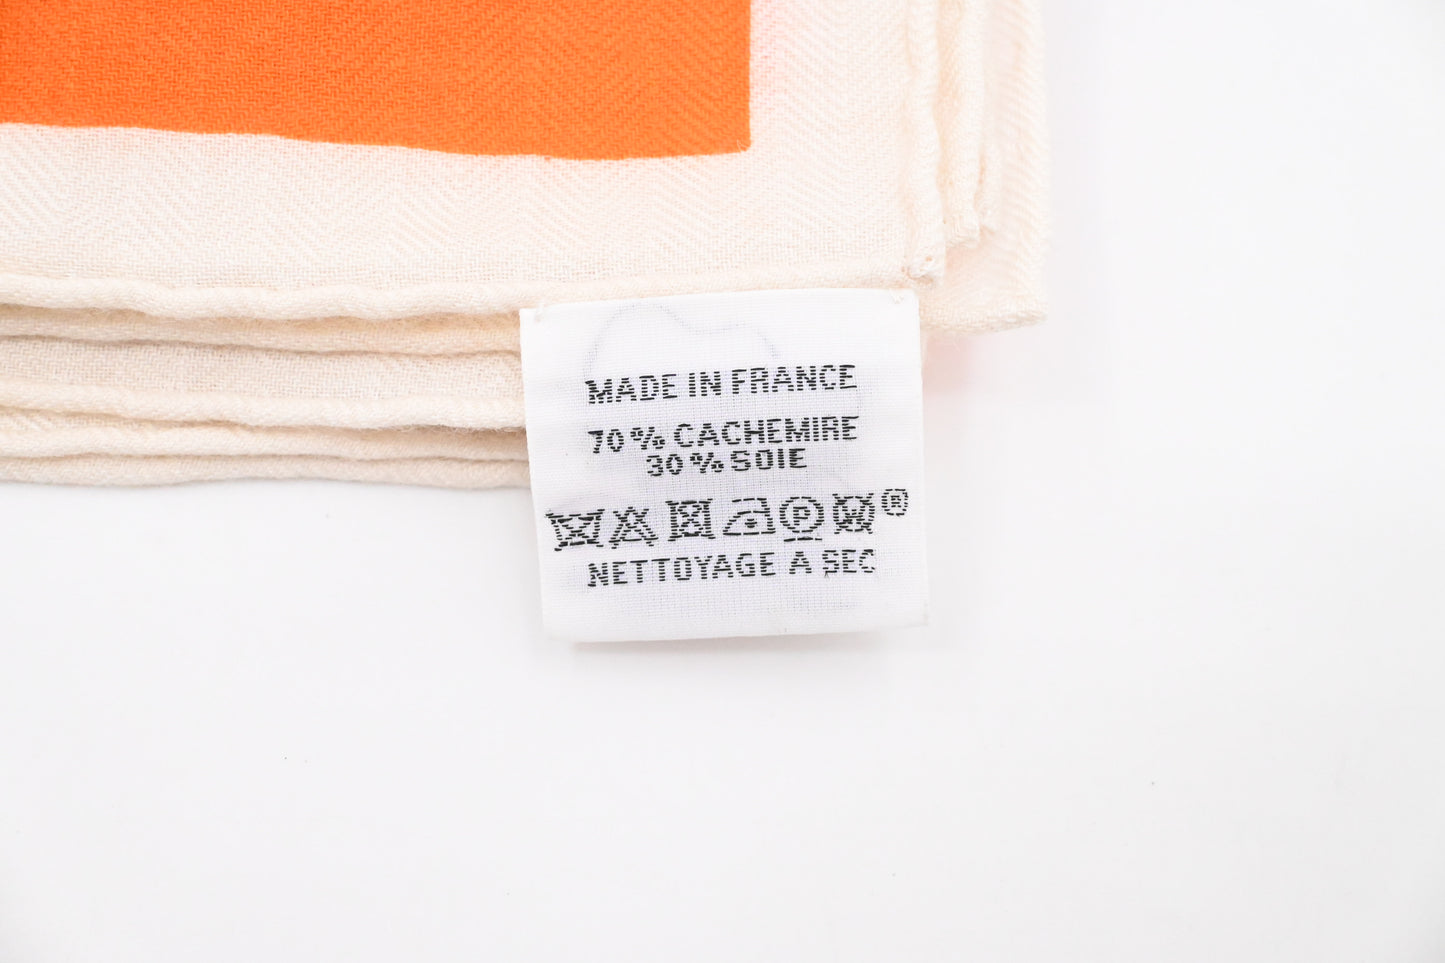 MADE IN FRANCE
70 % CACHEMIRE
30 % SOIE
P W ®
NETTOYAGE A SEC